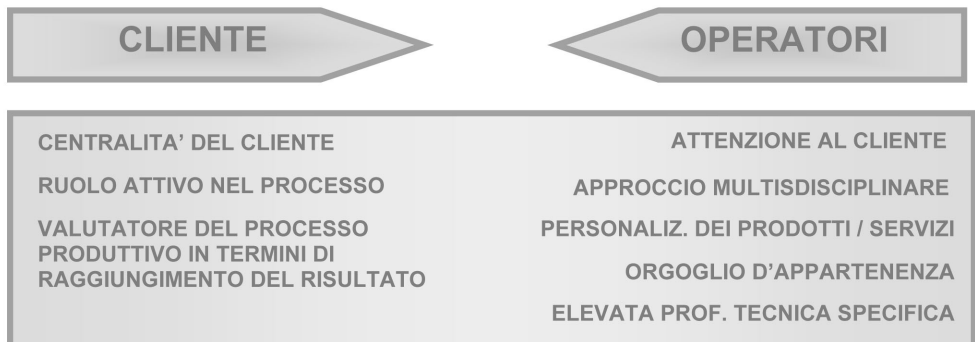 CLIENTE
OPERATORI
CENTRALITA' DEL CLIENTE
RUOLO ATTIVO NEL PROCESSO
VALUTATORE DEL PROCESSO
PRODUTTIVO IN TERMINI DI
RAGGIUNGIMENTO DEL RISULTATO
ATTENZIONE AL CLIENTE
APPROCCIO MULTISDISCIPLINARE
PERSONALIZ. DEI PRODOTTI / SERVIZI
ORGOGLIO D'APPARTENENZA
ELEVATA PROF. TECNICA SPECIFICA